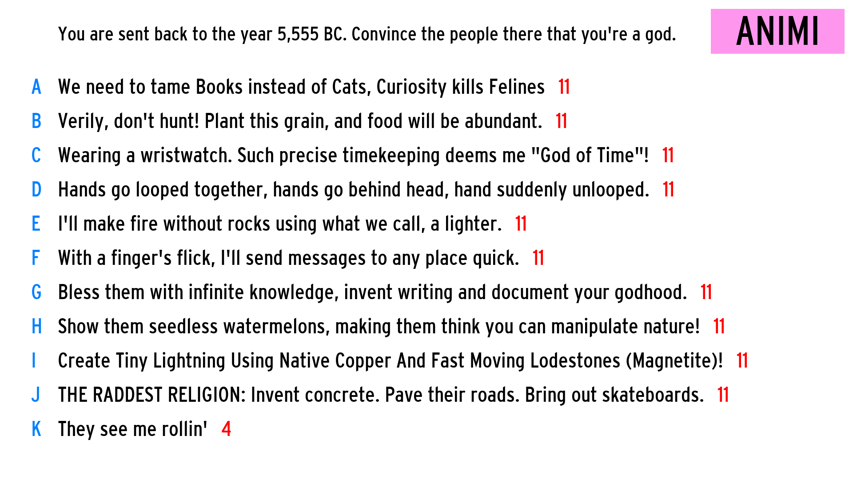 You are sent back to the year 5,555 BC. Convince the people there that you're a god.
ANIMI
A We need to tame Books instead of Cats, Curiosity kills Felines 11
B Verily, don't hunt! Plant this grain, and food will be abundant. 11
C Wearing a wristwatch. Such precise timekeeping deems me "God of Time"! 11
D Hands go looped together, hands go behind head, hand suddenly unlooped. 11
E I'll make fire without rocks using what we call, a lighter. 11
F With a finger's flick, I'll send messages to any place quick. 11
G Bless them with infinite knowledge, invent writing and document your godhood. 11
H Show them seedless watermelons, making them think you can manipulate nature! 11
I Create Tiny Lightning Using Native Copper And Fast Moving Lodestones (Magnetite)! 11
J THE RADDEST RELIGION: Invent concrete. Pave their roads. Bring out skateboards. 11
K They see me rollin' 4